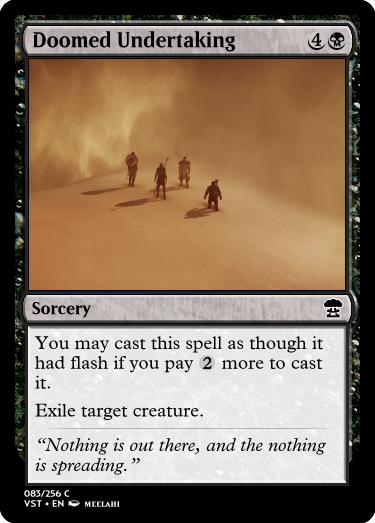 Doomed Undertaking 4
Sorcery
You may cast this spell as though it
had flash if you pay 2 more to cast
it.
Exile target creature.
“Nothing is out there, and the nothing
is spreading.”
083/256 C
VST • EN MEELAHI